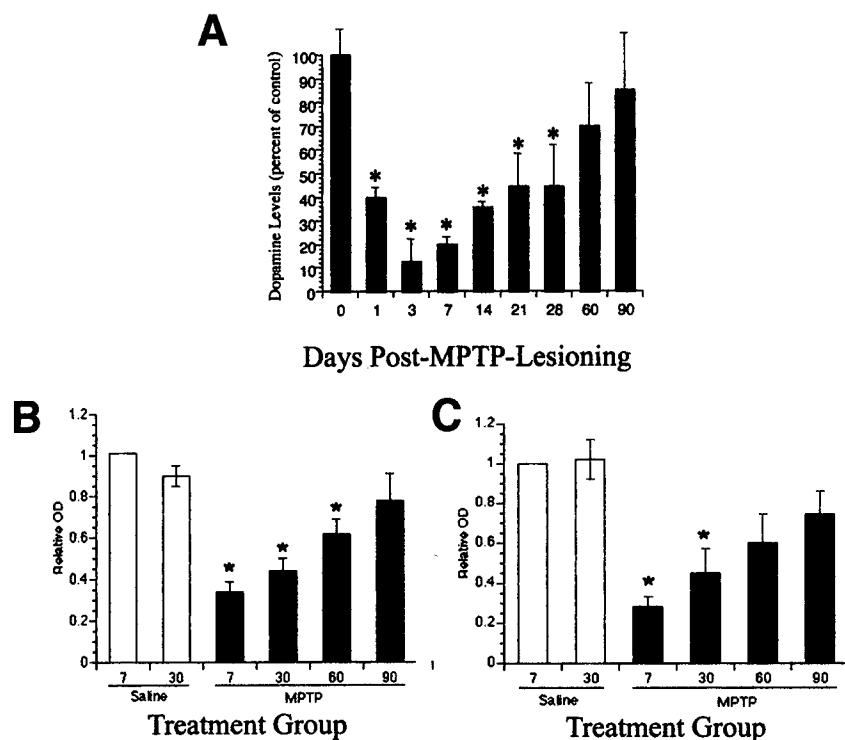 A
Dopamine Levels (percent of control)
100
90
80
70
60
50
40
30
20
10
0
* * * * * *
0 1 3 7 14 21 28 60 90
Days Post-MPTP-Lesioning
B
Relative OD
1.2
1
0.8
0.6
0.4
0.2
0
* * *
7 30 7 30 60 90
Saline MPTP
Treatment Group
C
Relative OD
1.2
1
0.8
0.6
0.4
0.2
0
* *
7 30 7 30 60 90
Saline MPTP
Treatment Group